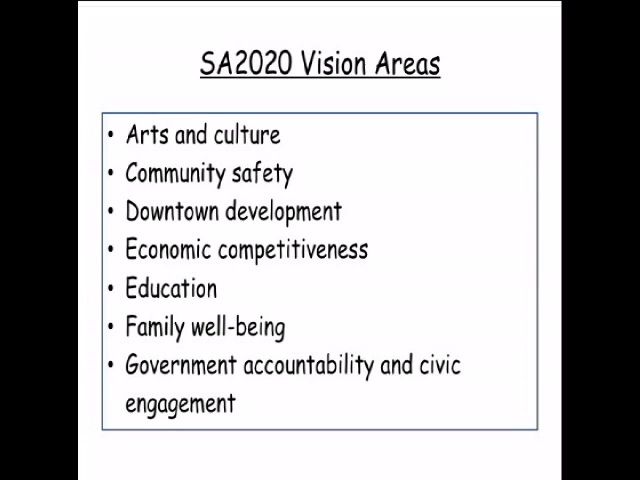 SA2020 Vision Areas
• Arts and culture
• Community safety
• Downtown development
• Economic competitiveness
• Education
• Family well-being
• Government accountability and civic
engagement